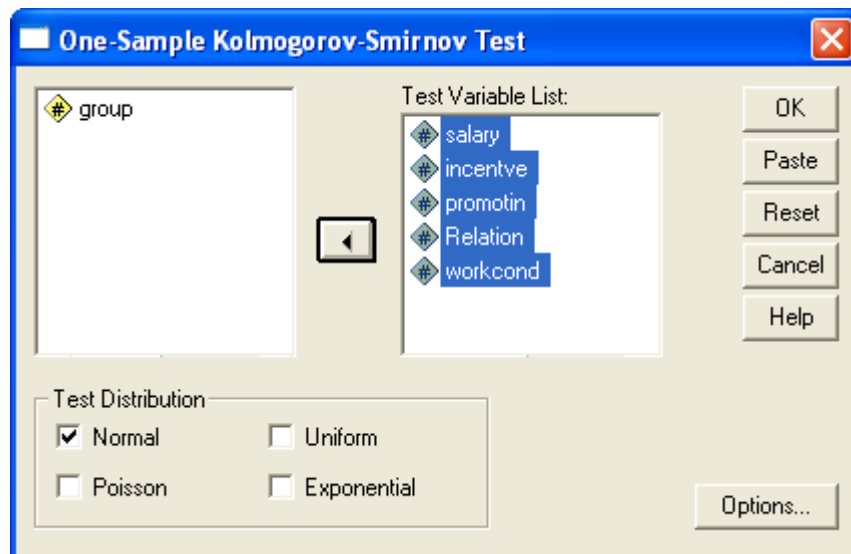 One-Sample Kolmogorov-Smirnov Test
# group
Test Variable List:
# salary
# incentve
# promotin
# Relation
# workcond
OK
Paste
Reset
Cancel
Help
Test Distribution
Normal
Uniform
Poisson
Exponential
Options...